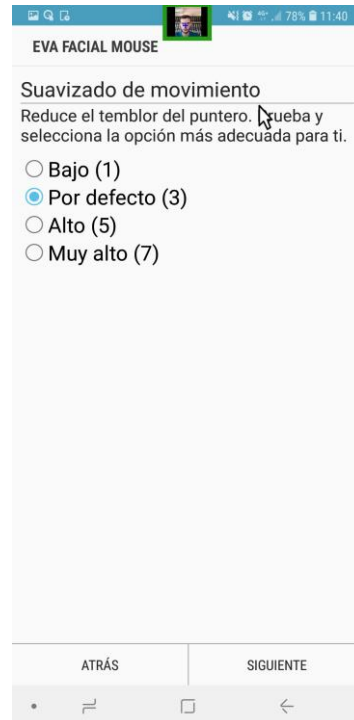 78% 11:40
EVA FACIAL MOUSE
Suavizado de movimiento
Reduce el temblor del puntero. Prueba y
selecciona la opción más adecuada para ti.
Bajo (1)
Por defecto (3)
Alto (5)
Muy alto (7)
ATRÁS SIGUIENTE